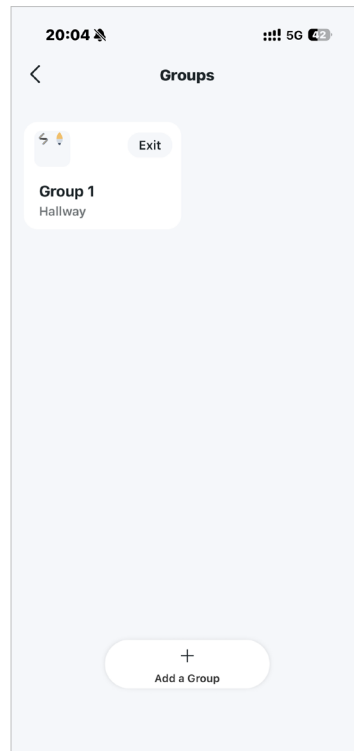 20:04
5G 42
Groups
Exit
Group 1
Hallway
Add a Group